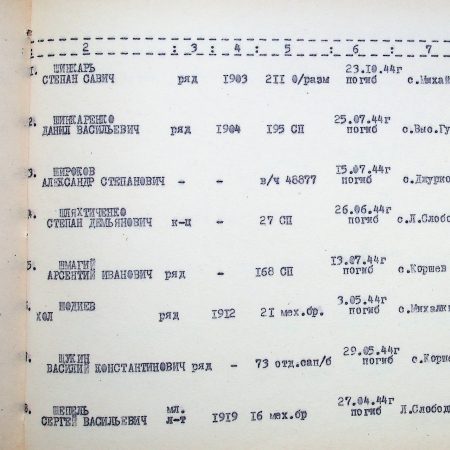 2 : 3 : 4 : 5 : 6 : 7
1. ШИНКАРЬ 23.10.44г
СТЕПАН САВИЧ ряд 1903 211 О/разм погиб с.Михай
2. ШИНКАРЕНКО 25.07.44г
ДАНИЛ ВАСИЛЬЕВИЧ ряд 1904 195 СП погиб с.Выс.Гу
3. ШИРОКОВ 15.07.44г
АЛЕКСАНДР СТЕПАНОВИЧ - - в/ч 48877 погиб с.Джурко
4. ШЛЯХТИЧЕНКО 26.06.44г
СТЕПАН ДЕМЬЯНОВИЧ к-ц - 27 СП погиб с.Л.Слобо
5. ШМАГИЙ 13.07.44г
АРСЕНТИЙ ИВАНОВИЧ ряд - 168 СП погиб с.Коршев
ШОДИЕВ 3.05.44г
ХОЛ ряд 1912 21 мех.бр. погиб с.Михалк
ЩУКИН 29.05.44г
ВАСИЛИЙ КОНСТАНТИНОВИЧ ряд - 73 отд.сап/б погиб с.Корше
ШЕПЕЛЬ мл. 27.04.44г
СЕРГЕЙ ВАСИЛЬЕВИЧ л-т 1919 16 мех.бр погиб Л.Слобод